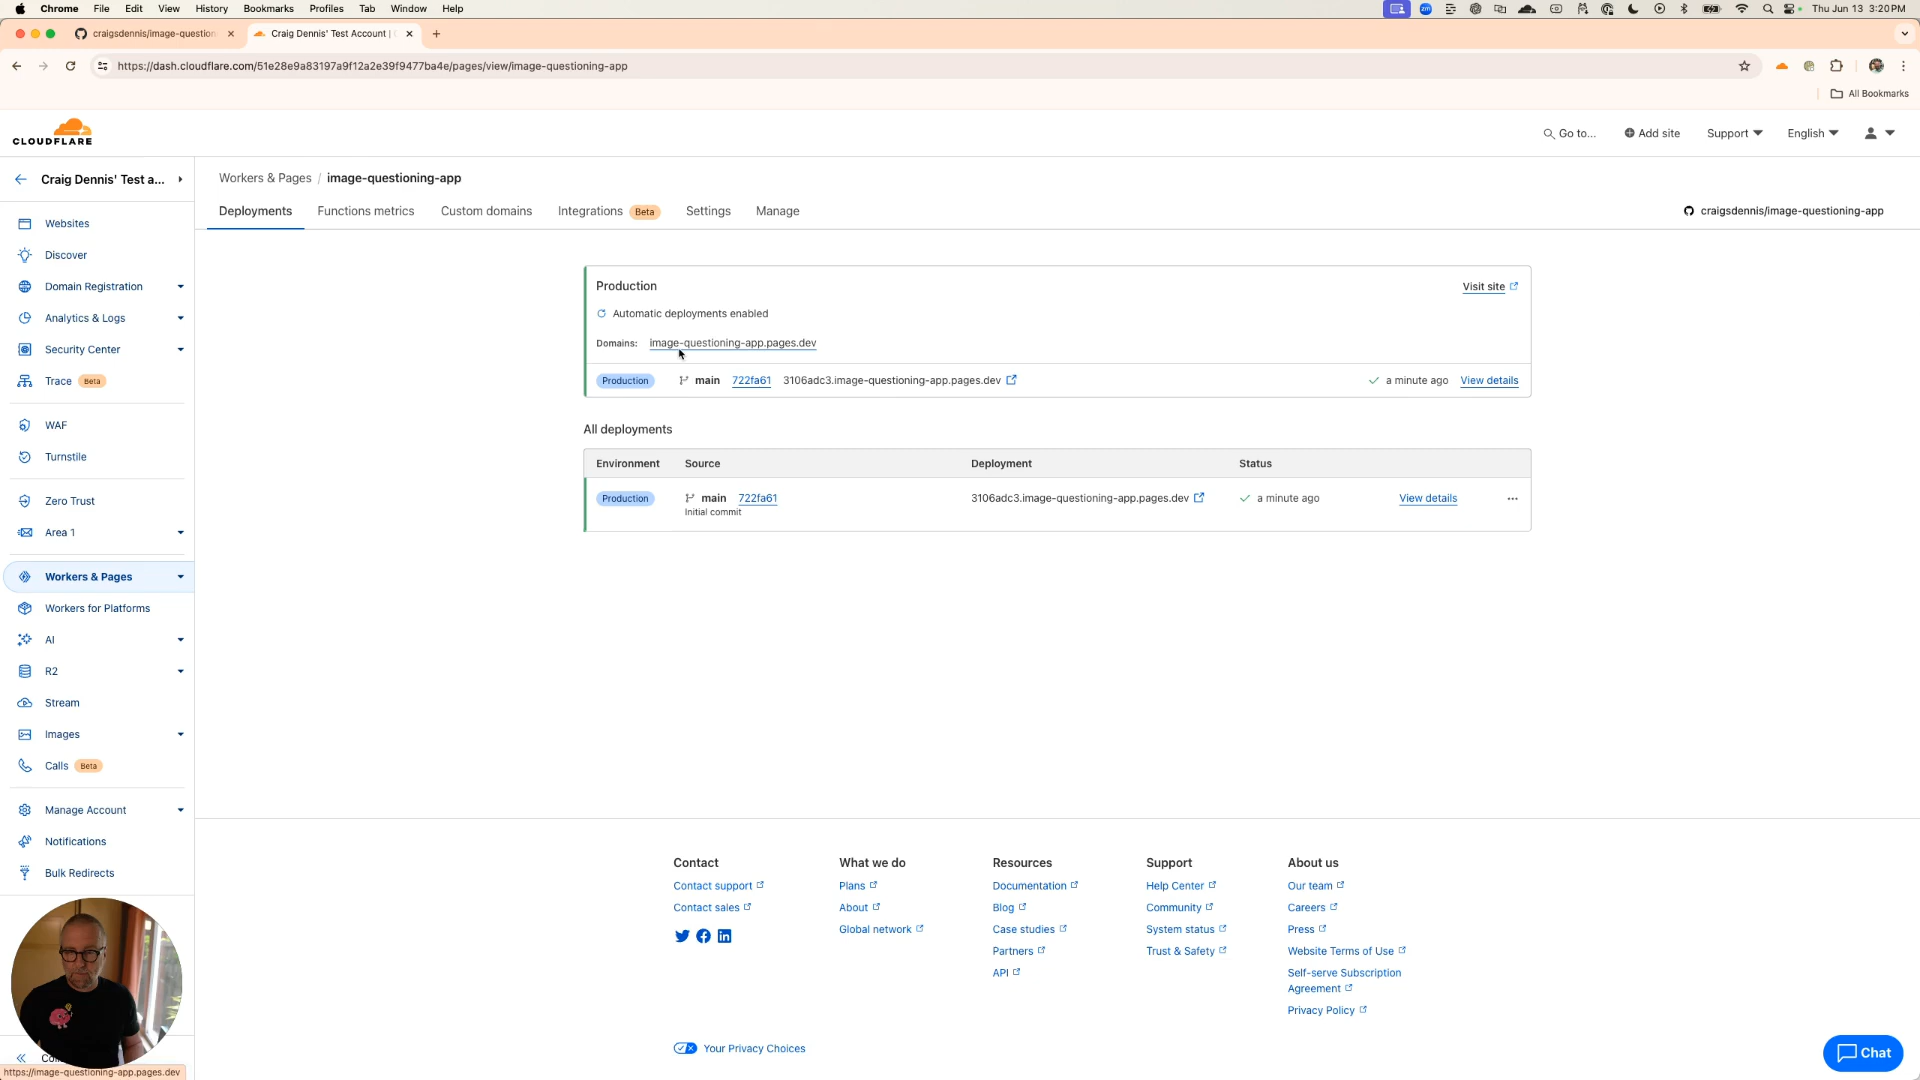 Chrome File Edit View History Bookmarks Profiles Tab Window Help
Thu Jun 13 3:20 PM
craigsdennis/image-question
Craig Dennis' Test Account |
https://dash.cloudflare.com/51e28e9a83197a9f12a2e39f9477ba4e/pages/view/image-questioning-app
All Bookmarks
CLOUDFLARE
Go to...
Add site
Support
English
Craig Dennis' Test a...
Workers & Pages / image-questioning-app
Deployments
Functions metrics
Custom domains
Integrations Beta
Settings
Manage
craigsdennis/image-questioning-app
Websites
Discover
Domain Registration
Analytics & Logs
Security Center
Trace Beta
WAF
Turnstile
Zero Trust
Area 1
Workers & Pages
Workers for Platforms
AI
R2
Stream
Images
Calls Beta
Manage Account
Notifications
Bulk Redirects
Production
Visit site
Automatic deployments enabled
Domains: image-questioning-app.pages.dev
Production main 722fa61 3106adc3.image-questioning-app.pages.dev a minute ago View details
All deployments
Environment Source Deployment Status
Production main 722fa61 3106adc3.image-questioning-app.pages.dev a minute ago View details
Initial commit
Contact
Contact support
Contact sales
What we do
Plans
About
Global network
Resources
Documentation
Blog
Case studies
Partners
API
Support
Help Center
Community
System status
Trust & Safety
About us
Our team
Careers
Press
Website Terms of Use
Self-serve Subscription
Agreement
Privacy Policy
Your Privacy Choices
Chat
https://image-questioning-app.pages.dev